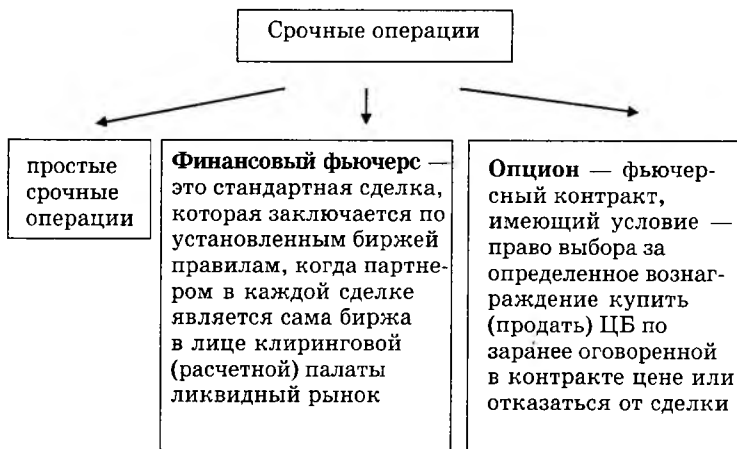 Срочные операции
простые
срочные
операции
Финансовый фьючерс —
это стандартная сделка,
которая заключается по
установленным биржей
правилам, когда партне-
ром в каждой сделке
является сама биржа
в лице клиринговой
(расчетной) палаты
ликвидный рынок
Опцион — фьючер-
сный контракт,
имеющий условие —
право выбора за
определенное вознаг-
раждение купить
(продать) ЦБ по
заранее оговоренной
в контракте цене или
отказаться от сделки